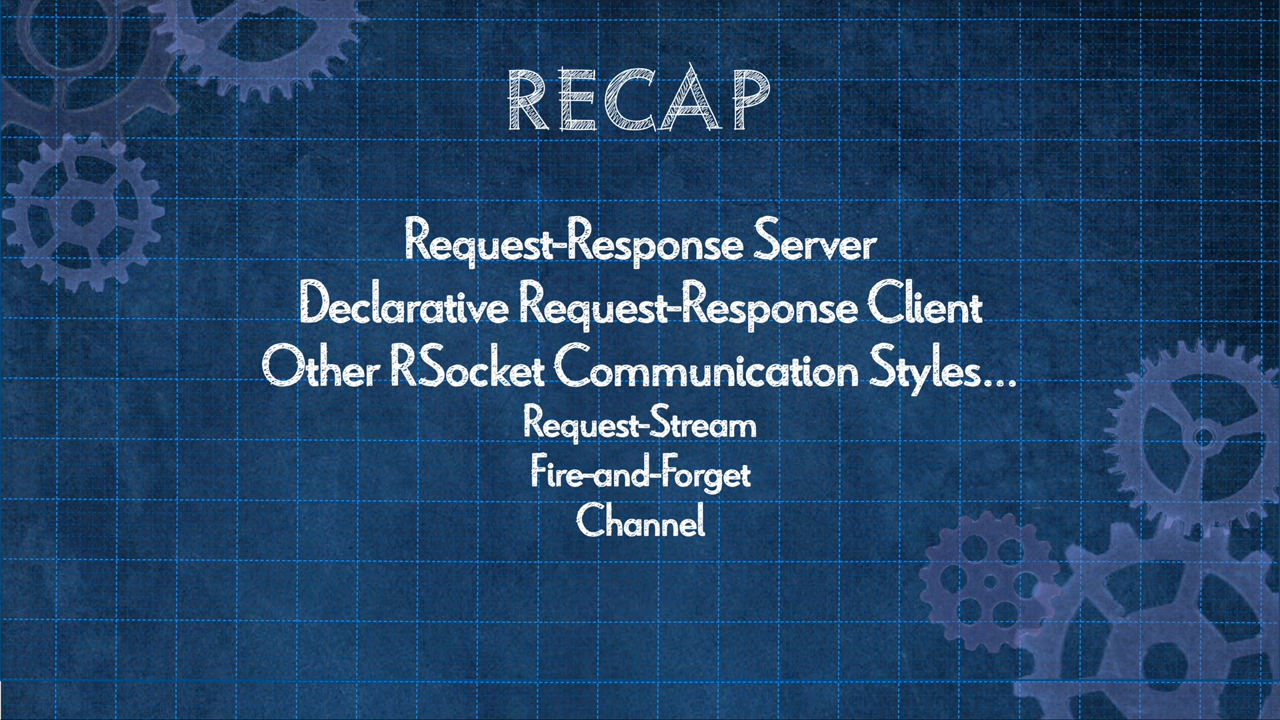 RECAP
Request-Response Server
Declarative Request-Response Client
Other RSocket Communication Styles...
Request-Stream
Fire-and-Forget
Channel